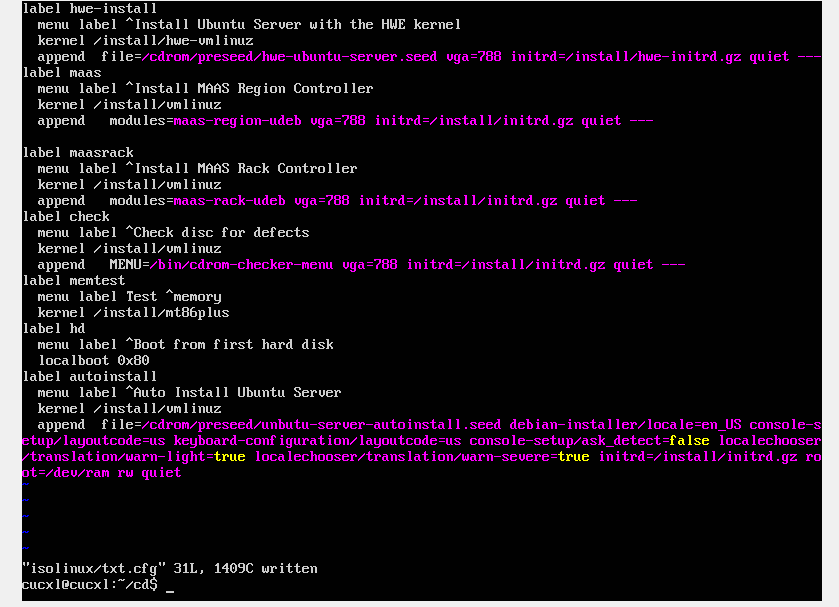 label hwe-install
  menu label ^Install Ubuntu Server with the HWE kernel
  kernel /install/hwe-vmlinuz
  append  file=/cdrom/preseed/hwe-ubuntu-server.seed vga=788 initrd=/install/hwe-initrd.gz quiet ---
label maas
  menu label ^Install MAAS Region Controller
  kernel /install/vmlinuz
  append   modules=maas-region-udeb vga=788 initrd=/install/initrd.gz quiet ---

label maasrack
  menu label ^Install MAAS Rack Controller
  kernel /install/vmlinuz
  append   modules=maas-rack-udeb vga=788 initrd=/install/initrd.gz quiet ---
label check
  menu label ^Check disc for defects
  kernel /install/vmlinuz
  append   MENU=/bin/cdrom-checker-menu vga=788 initrd=/install/initrd.gz quiet ---
label memtest
  menu label Test ^memory
  kernel /install/mt86plus
label hd
  menu label ^Boot from first hard disk
  localboot 0x80
label autoinstall
  menu label ^Auto Install Ubuntu Server
  kernel /install/vmlinuz
  append  file=/cdrom/preseed/unbutu-server-autoinstall.seed debian-installer/locale=en_US console-s
etup/layoutcode=us keyboard-configuration/layoutcode=us console-setup/ask_detect=false localechooser
/translation/warn-light=true localechooser/translation/warn-severe=true initrd=/install/initrd.gz ro
ot=/dev/ram rw quiet
~
~
~
~
~
"isolinux/txt.cfg" 31L, 1409C written
cucxl@cucxl:~/cd$ _